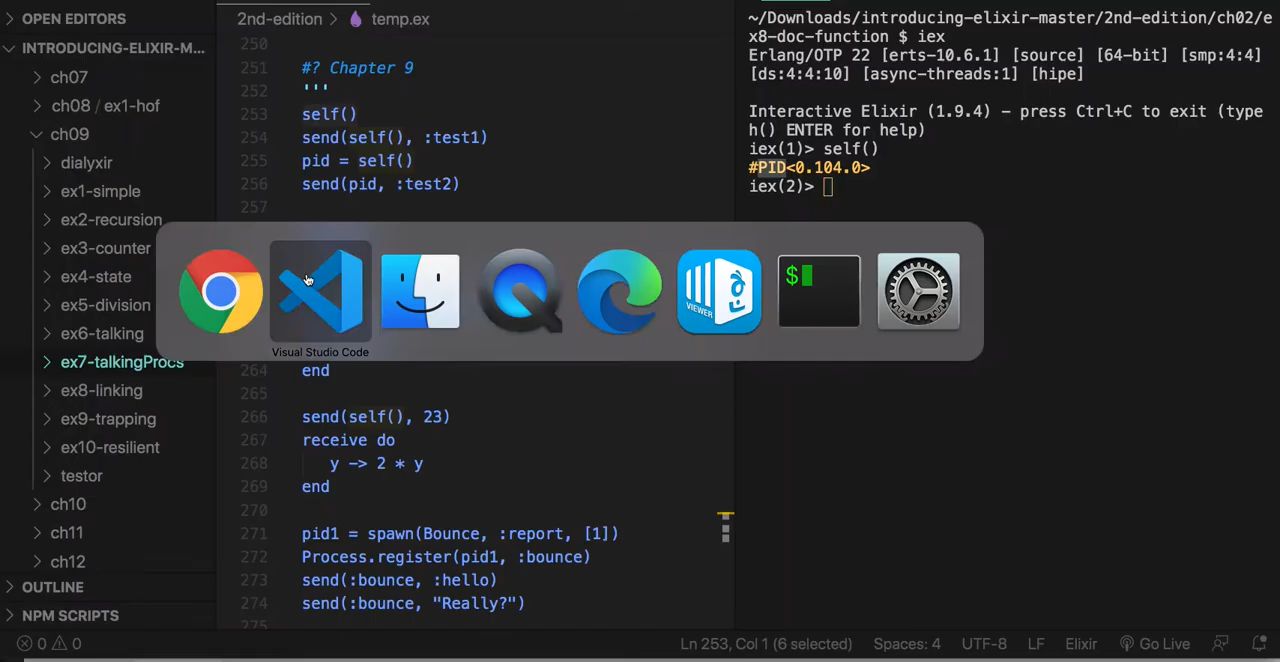 OPEN EDITORS
INTRODUCING-ELIXIR-M...
ch07
ch08 / ex1-hof
ch09
dialyxir
ex1-simple
ex2-recursion
ex3-counter
ex4-state
ex5-division
ex6-talking
ex7-talkingProcs
ex8-linking
ex9-trapping
ex10-resilient
testor
ch10
ch11
ch12
OUTLINE
NPM SCRIPTS
2nd-edition > temp.ex
250
251 #? Chapter 9
252 '''
253 self()
254 send(self(), :test1)
255 pid = self()
256 send(pid, :test2)
257
264 end
265
266 send(self(), 23)
267 receive do
268 y -> 2 * y
269 end
270
271 pid1 = spawn(Bounce, :report, [1])
272 Process.register(pid1, :bounce)
273 send(:bounce, :hello)
274 send(:bounce, "Really?")
275
~/Downloads/introducing-elixir-master/2nd-edition/ch02/e
x8-doc-function $ iex
Erlang/OTP 22 [erts-10.6.1] [source] [64-bit] [smp:4:4]
[ds:4:4:10] [async-threads:1] [hipe]
Interactive Elixir (1.9.4) - press Ctrl+C to exit (type
h() ENTER for help)
iex(1)> self()
#PID<0.104.0>
iex(2)>
VIEWER
$
Visual Studio Code
0 0
Ln 253, Col 1 (6 selected) Spaces: 4 UTF-8 LF Elixir Go Live